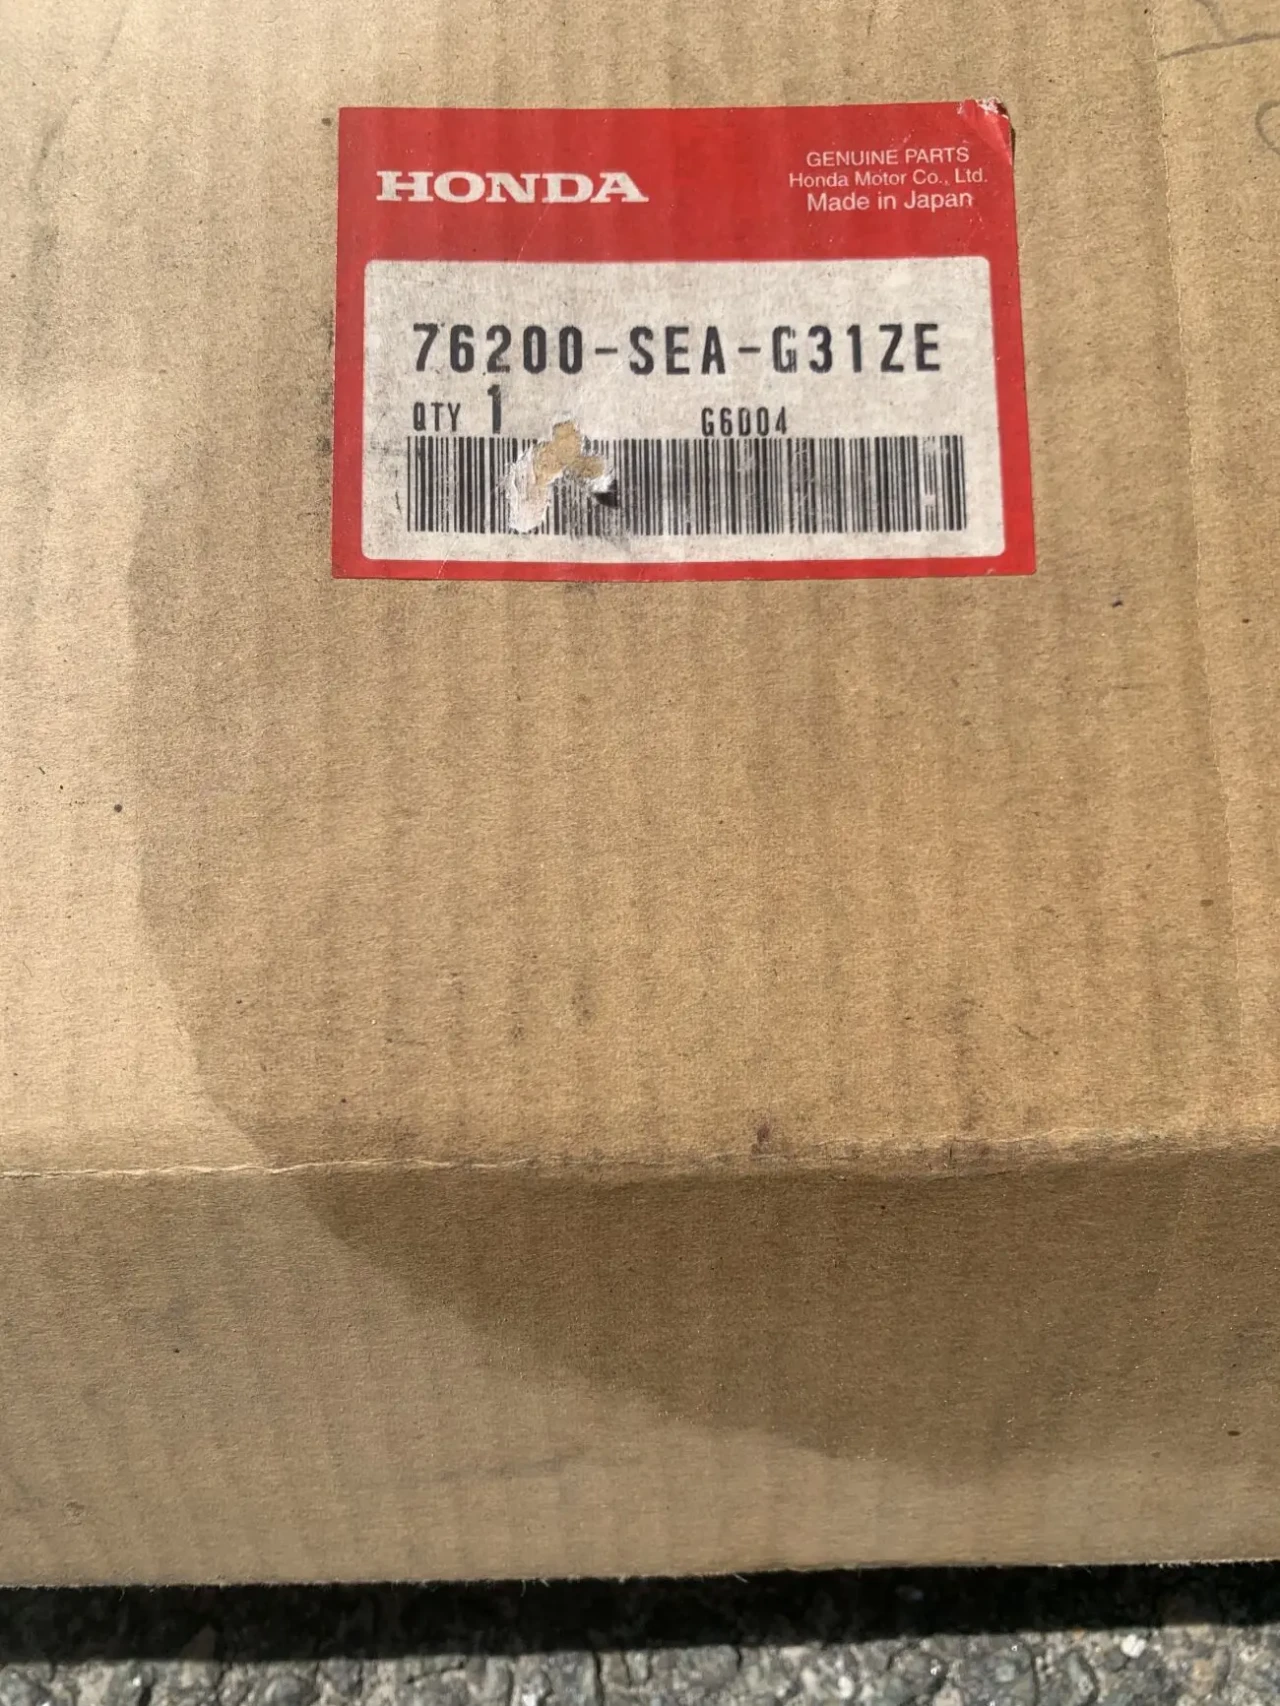 HONDA
GENUINE PARTS
Honda Motor Co., Ltd.
Made in Japan
76200-SEA-G31ZE
QTY 1
G6D04